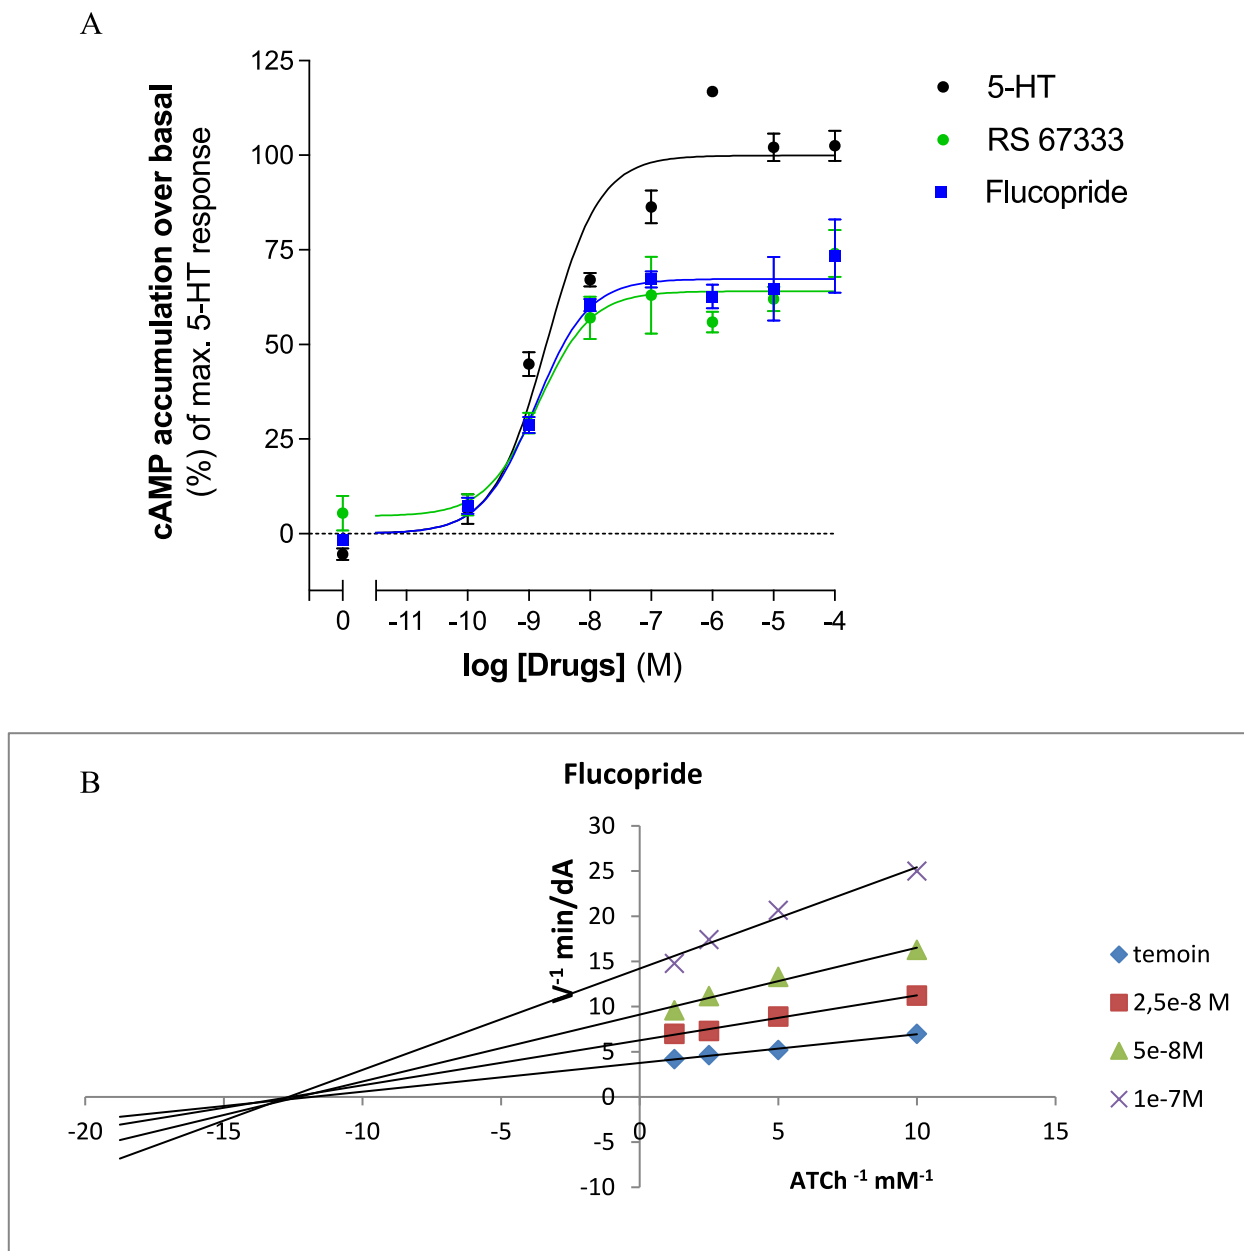 A
125
100
75
50
25
0
cAMP accumulation over basal
(%) of max. 5-HT response
5-HT
RS 67333
Flucopride
0 -11 -10 -9 -8 -7 -6 -5 -4
log [Drugs] (M)
B
Flucopride
30
25
20
15
10
5
0
-5
-10
V⁻¹ min/dA
-20 -15 -10 -5 0 5 10 15
ATCh ⁻¹ mM⁻¹
temoin
2,5e-8 M
5e-8M
1e-7M